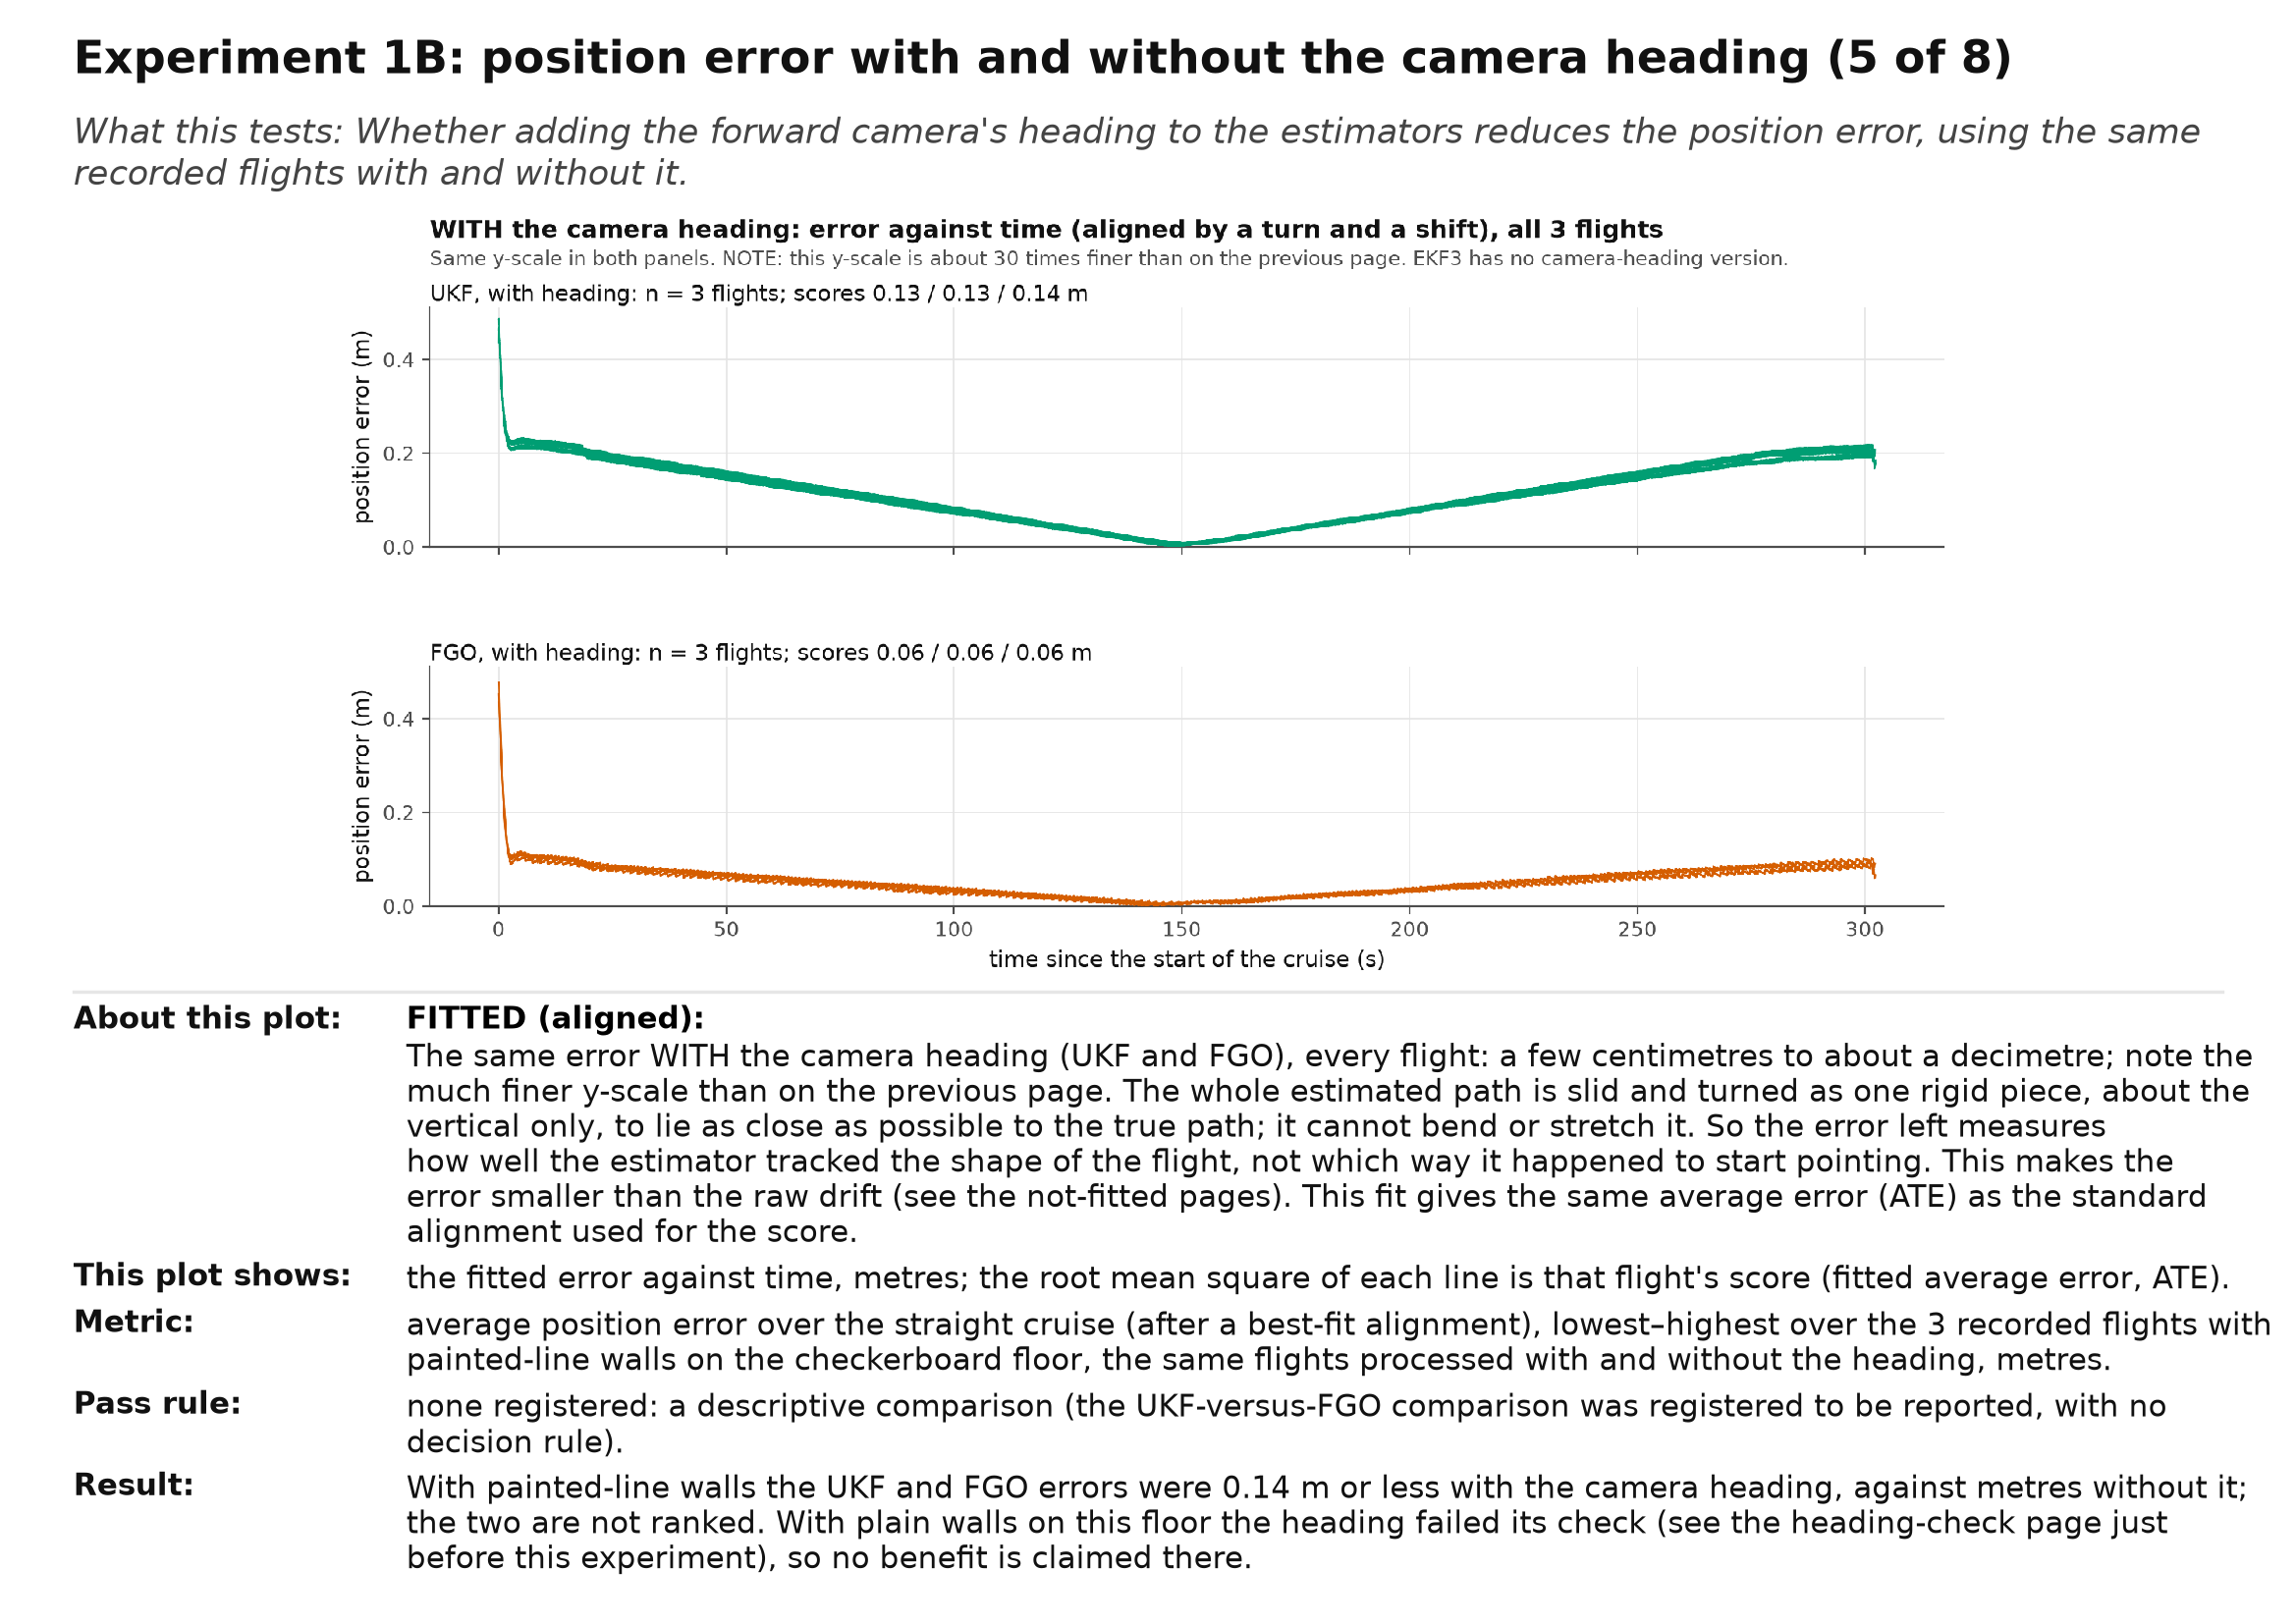 Experiment 1B: position error with and without the camera heading (5 of 8)
What this tests: Whether adding the forward camera's heading to the estimators reduces the position error, using the same
recorded flights with and without it.
WITH the camera heading: error against time (aligned by a turn and a shift), all 3 flights
Same y-scale in both panels. NOTE: this y-scale is about 30 times finer than on the previous page. EKF3 has no camera-heading version.
UKF, with heading: n = 3 flights; scores 0.13 / 0.13 / 0.14 m
position error (m)
0.4
0.2
0.0
FGO, with heading: n = 3 flights; scores 0.06 / 0.06 / 0.06 m
position error (m)
0.4
0.2
0.0
0 50 100 150 200 250 300
time since the start of the cruise (s)
About this plot: FITTED (aligned):
The same error WITH the camera heading (UKF and FGO), every flight: a few centimetres to about a decimetre; note the
much finer y-scale than on the previous page. The whole estimated path is slid and turned as one rigid piece, about the
vertical only, to lie as close as possible to the true path; it cannot bend or stretch it. So the error left measures
how well the estimator tracked the shape of the flight, not which way it happened to start pointing. This makes the
error smaller than the raw drift (see the not-fitted pages). This fit gives the same average error (ATE) as the standard
alignment used for the score.
This plot shows: the fitted error against time, metres; the root mean square of each line is that flight's score (fitted average error, ATE).
Metric: average position error over the straight cruise (after a best-fit alignment), lowest–highest over the 3 recorded flights with
painted-line walls on the checkerboard floor, the same flights processed with and without the heading, metres.
Pass rule: none registered: a descriptive comparison (the UKF-versus-FGO comparison was registered to be reported, with no
decision rule).
Result: With painted-line walls the UKF and FGO errors were 0.14 m or less with the camera heading, against metres without it;
the two are not ranked. With plain walls on this floor the heading failed its check (see the heading-check page just
before this experiment), so no benefit is claimed there.